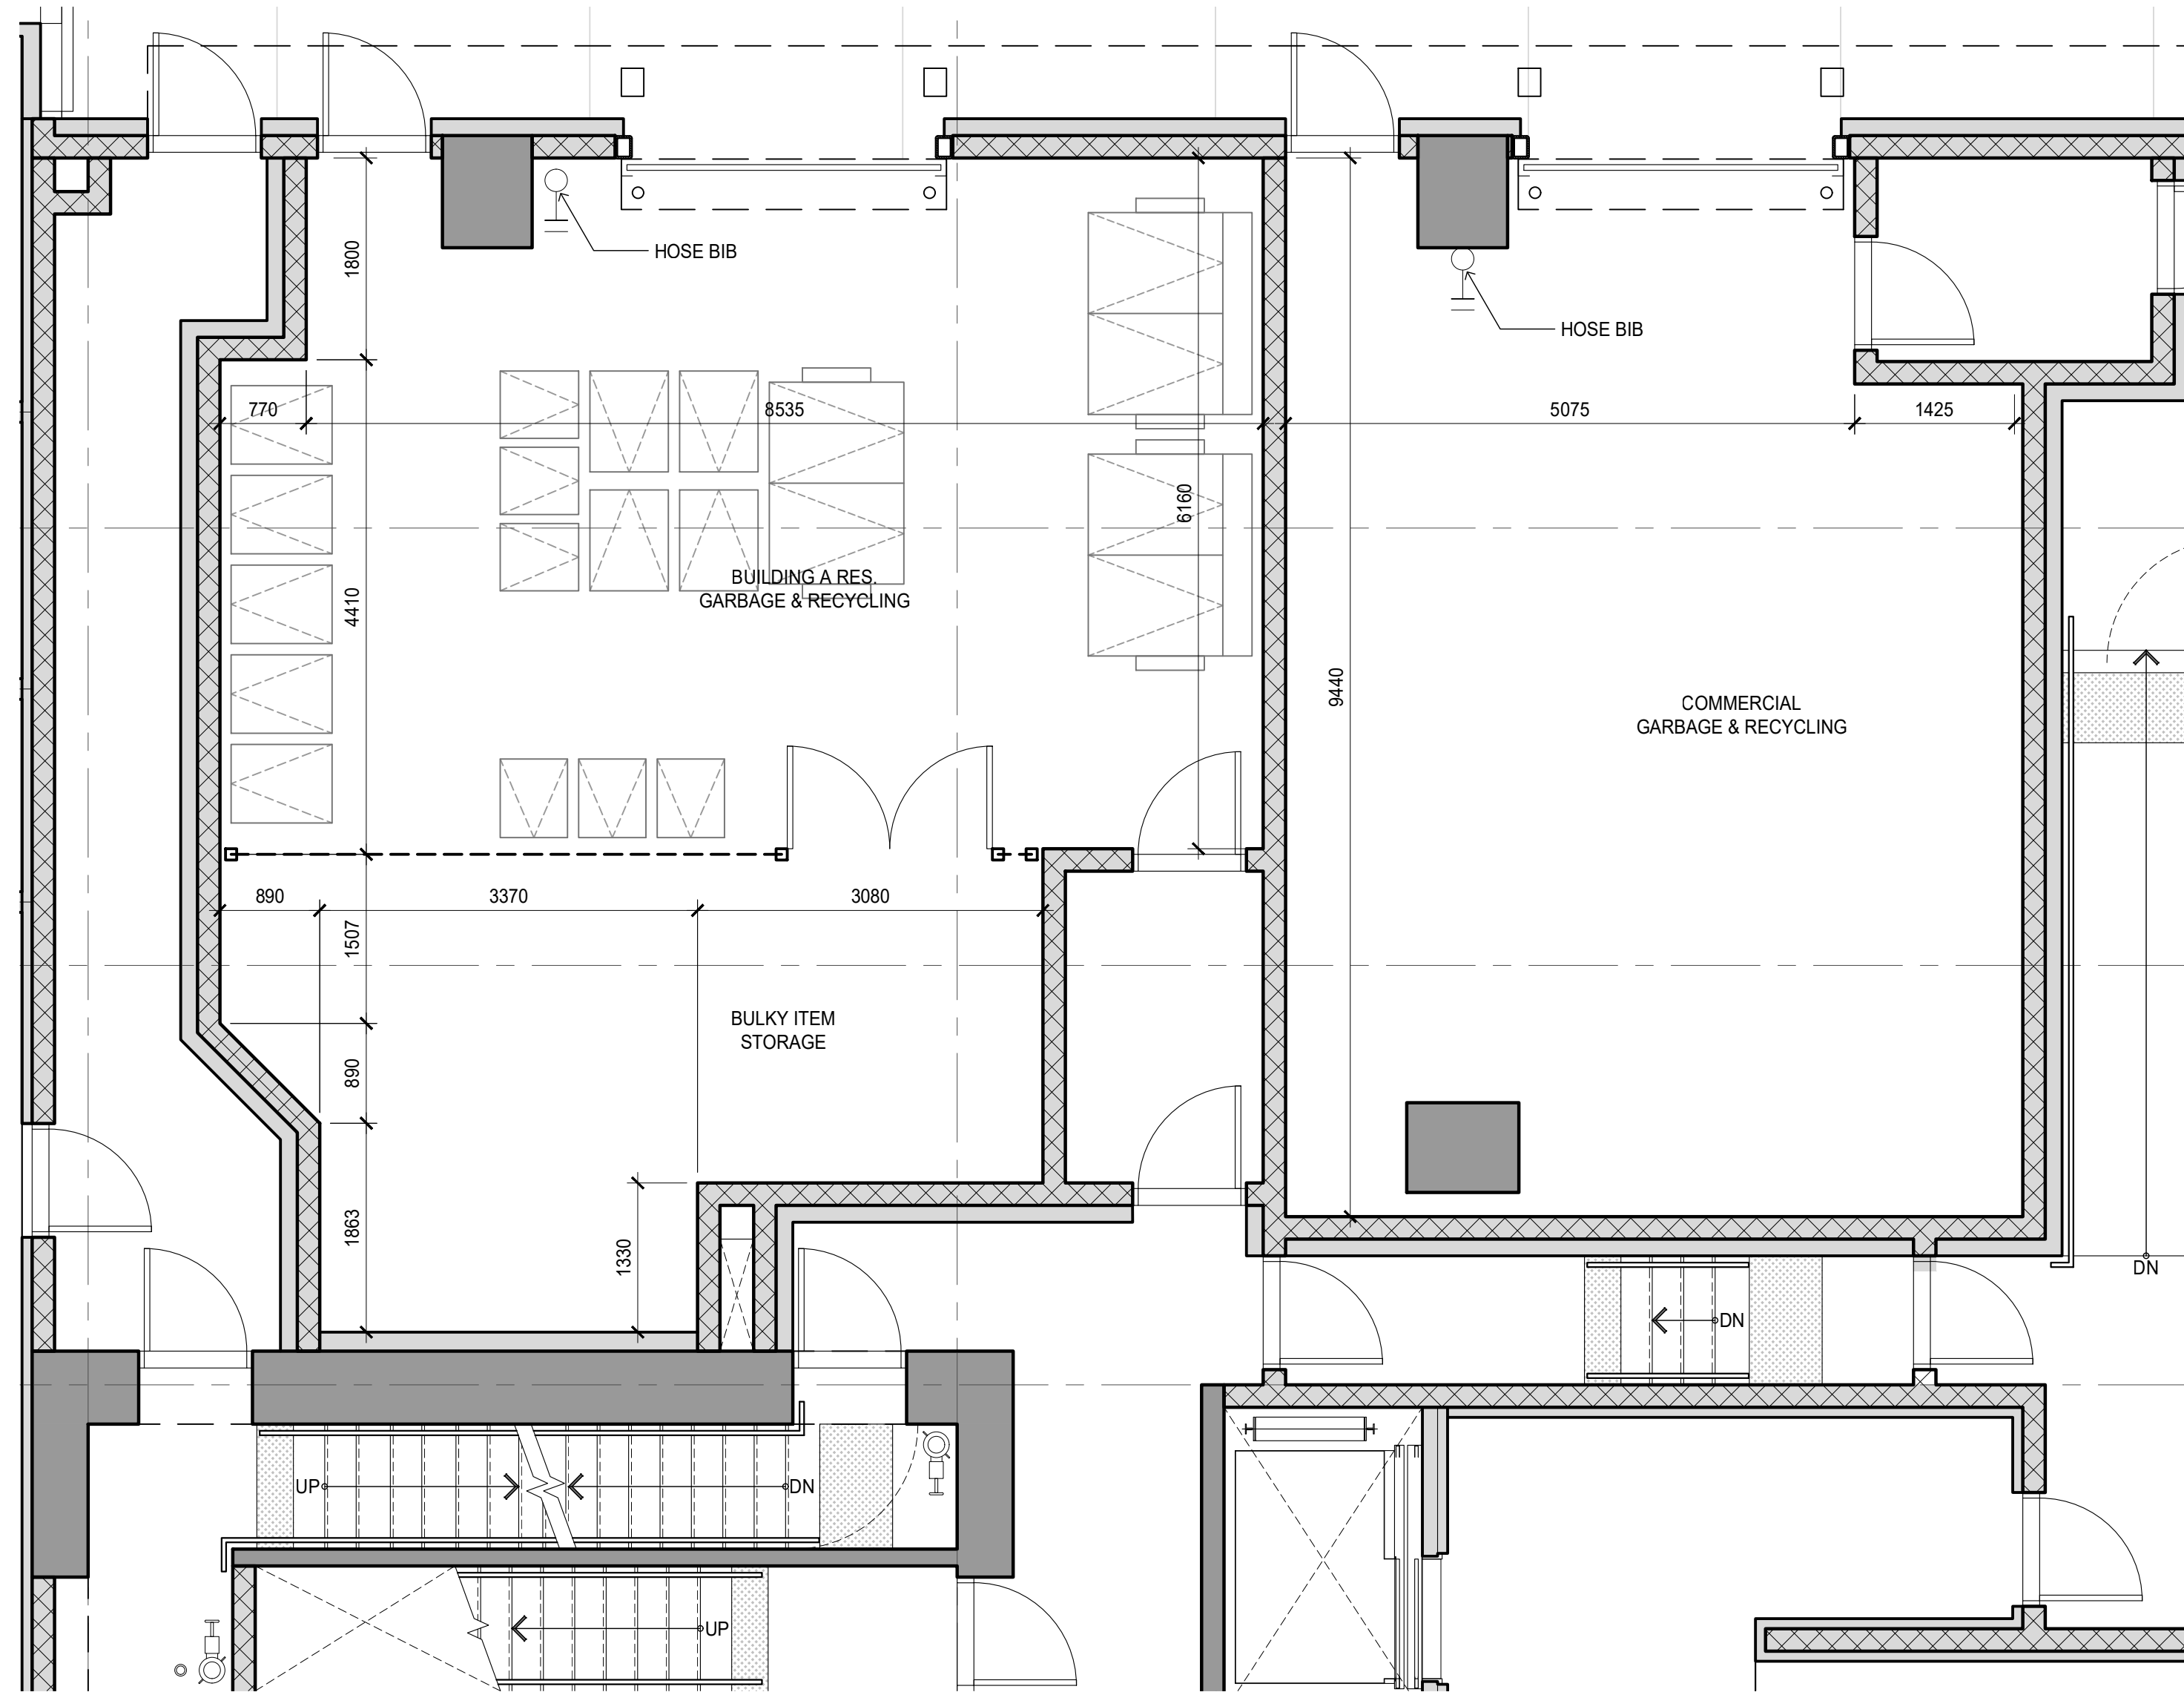 HOSE BIB
1800
HOSE BIB
770
8535
5075
1425
6160
BUILDING A RES.
GARBAGE & RECYCLING
4410
9440
COMMERCIAL
GARBAGE & RECYCLING
890
3370
3080
1507
BULKY ITEM
STORAGE
890
1863
1330
DN
DN
UP
DN
UP